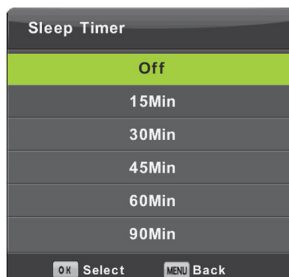 Sleep Timer
Off
15Min
30Min
45Min
60Min
90Min
OK Select MENU Back